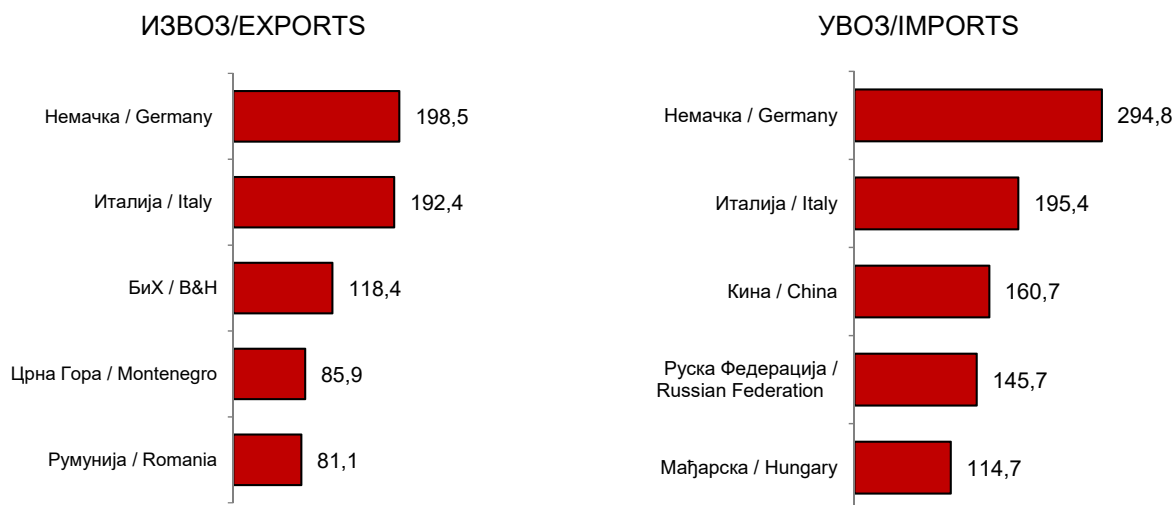 ИЗВОЗ/EXPORTS
Немачка / Germany
198,5
Италија / Italy
192,4
БиХ / B&H
118,4
Црна Гора / Montenegro
85,9
Румунија / Romania
81,1
УВОЗ/IMPORTS
Немачка / Germany
294,8
Италија / Italy
195,4
Кина / China
160,7
Руска Федерација /
Russian Federation
145,7
Мађарска / Hungary
114,7